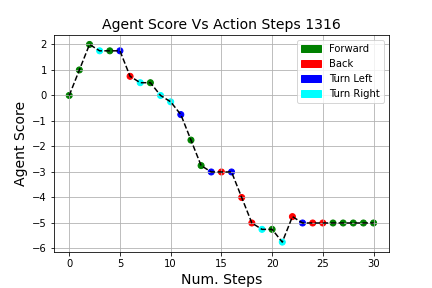 Agent Score Vs Action Steps 1316
Forward
Back
Turn Left
Turn Right
Agent Score
2
1
0
−1
−2
−3
−4
−5
−6
0 5 10 15 20 25 30
Num. Steps